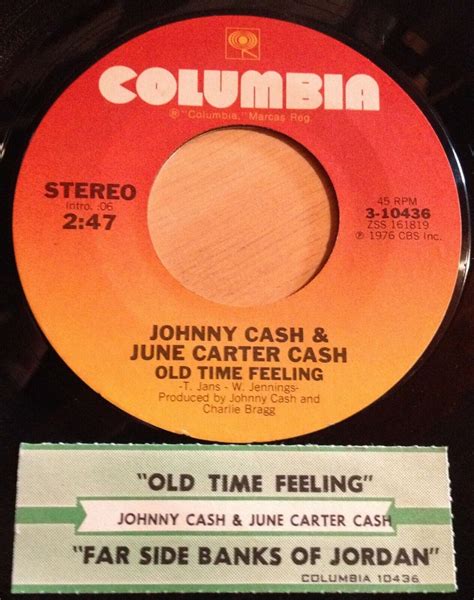 COLUMBIA
® "Columbia," Marcas Reg.
STEREO
Intro. :06
2:47
45 RPM
3-10436
ZSS 161819
℗ 1976 CBS Inc.
JOHNNY CASH &
JUNE CARTER CASH
OLD TIME FEELING
-T. Jans - W. Jennings-
Produced by Johnny Cash and
Charlie Bragg
"OLD TIME FEELING"
JOHNNY CASH & JUNE CARTER CASH
"FAR SIDE BANKS OF JORDAN"
COLUMBIA 10436